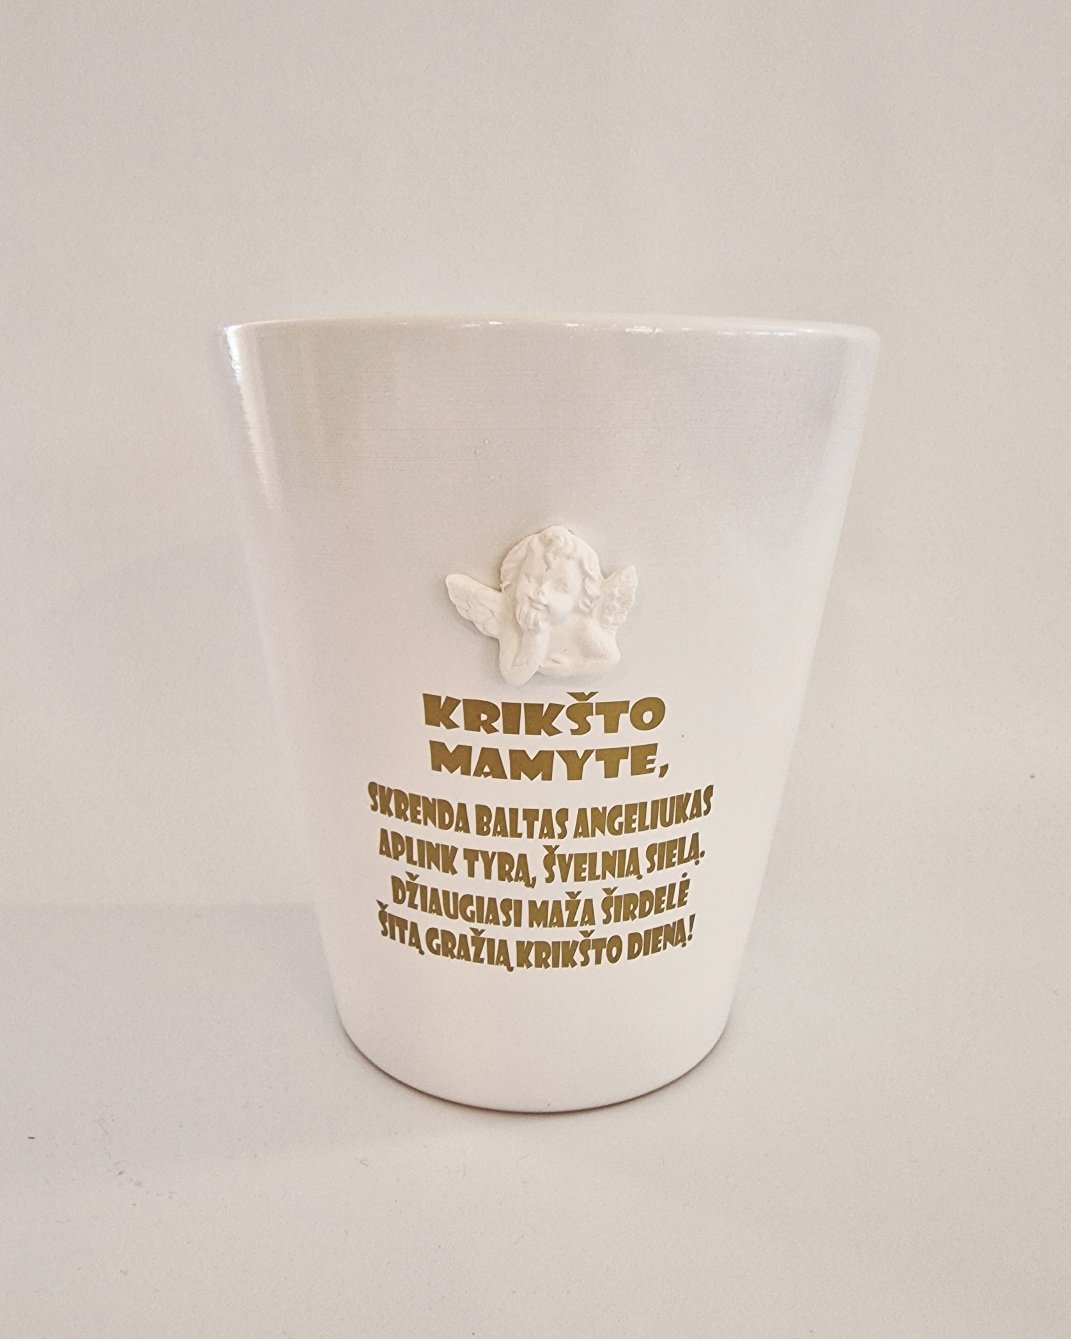 KRIKŠTO
MAMYTE,
SKRENDA BALTAS ANGELIUKAS
APLINK TYRĄ, ŠVELNIĄ SIELĄ.
DŽIAUGIASI MAŽA ŠIRDELĖ
ŠITĄ GRAŽIĄ KRIKŠTO DIENĄ!